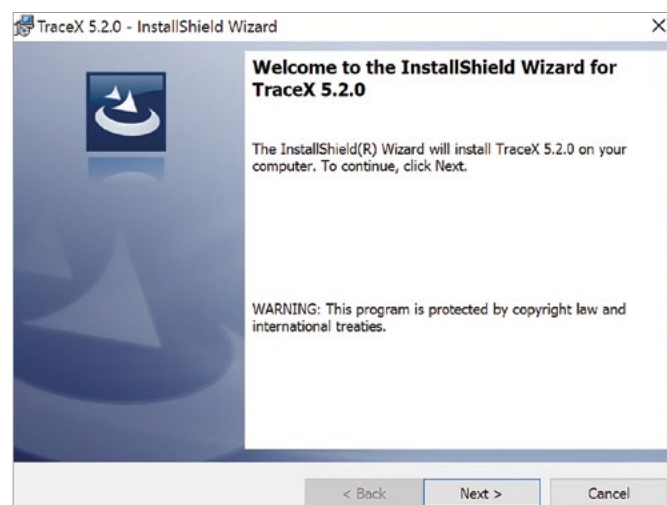 TraceX 5.2.0 - InstallShield Wizard
Welcome to the InstallShield Wizard for
TraceX 5.2.0
The InstallShield(R) Wizard will install TraceX 5.2.0 on your
computer. To continue, click Next.
WARNING: This program is protected by copyright law and
international treaties.
< Back
Next >
Cancel